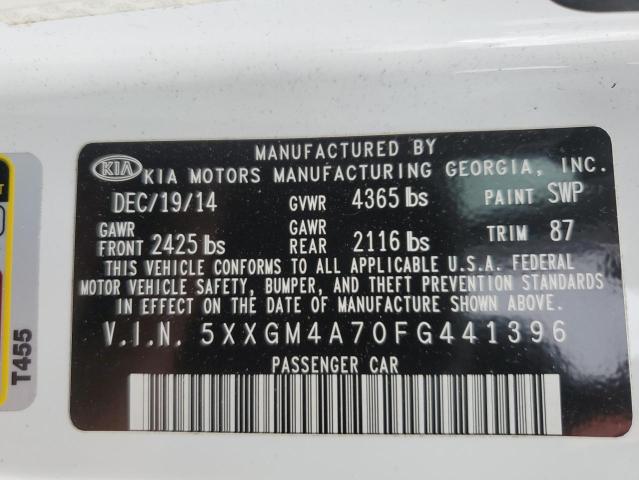 MANUFACTURED BY
KIA KIA MOTORS MANUFACTURING GEORGIA, INC.
DEC/19/14 GVWR 4365 lbs PAINT SWP
GAWR FRONT 2425 lbs GAWR REAR 2116 lbs TRIM 87
THIS VEHICLE CONFORMS TO ALL APPLICABLE U.S.A. FEDERAL
MOTOR VEHICLE SAFETY, BUMPER, AND THEFT PREVENTION STANDARDS
IN EFFECT ON THE DATE OF MANUFACTURE SHOWN ABOVE.
V.I.N. 5XXGM4A70FG441396
PASSENGER CAR
T455